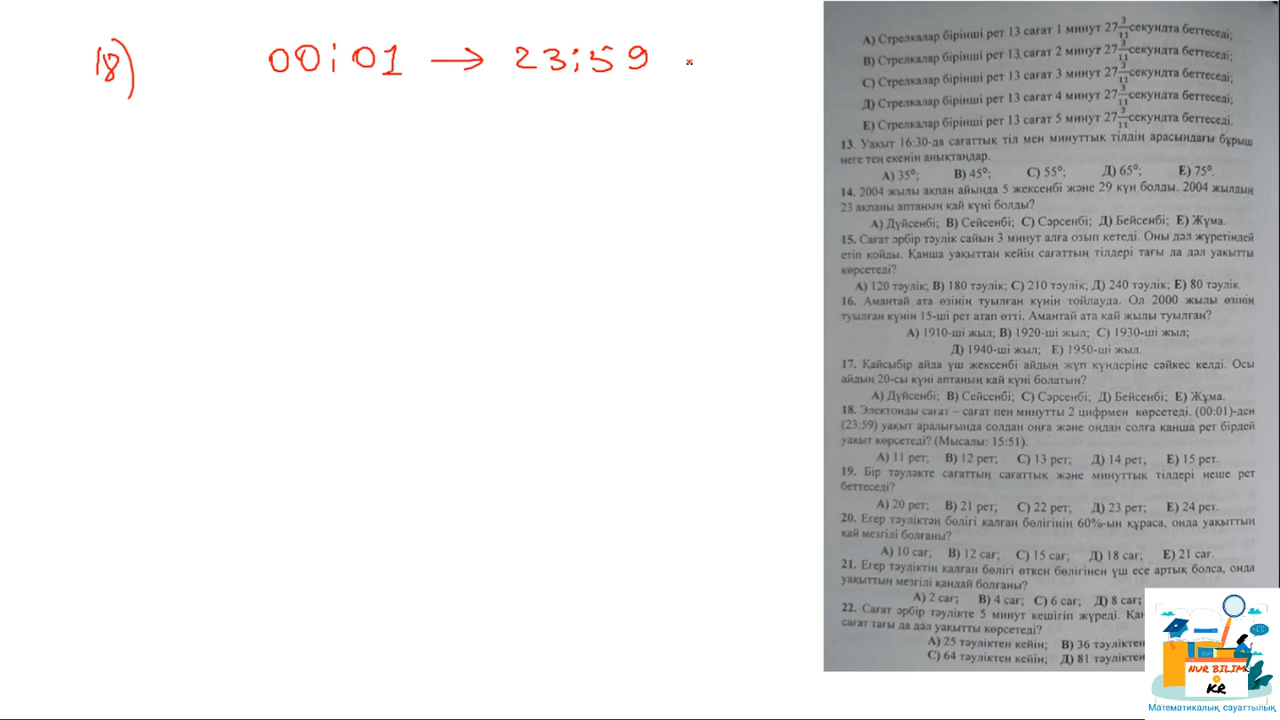 18) 00:01 → 23:59
А) Стрелкалар бірінші рет 13 сағат 1 минут 27 3/11 секундта беттеседі;
В) Стрелкалар бірінші рет 13 сағат 2 минут 27 3/11 секундта беттеседі;
С) Стрелкалар бірінші рет 13 сағат 3 минут 27 3/11 секундта беттеседі;
Д) Стрелкалар бірінші рет 13 сағат 4 минут 27 3/11 секундта беттеседі;
Е) Стрелкалар бірінші рет 13 сағат 5 минут 27 3/11 секундта беттеседі.
13. Уақыт 16:30-да сағаттық тіл мен минуттық тілдің арасындағы бұрыш
неге тең екенін анықтаңдар.
А) 35⁰; В) 45⁰; С) 55⁰; Д) 65⁰; Е) 75⁰.
14. 2004 жылы ақпан айында 5 жексенбі және 29 күн болды. 2004 жылдың
23 ақпаны аптаның қай күні болды?
А) Дүйсенбі; В) Сейсенбі; С) Сәрсенбі; Д) Бейсенбі; Е) Жұма.
15. Сағат әрбір тәулік сайын 3 минут алға озып кетеді. Оны дәл жүретіндей
етіп қойды. Қанша уақыттан кейін сағаттың тілдері тағы да дәл уақытты
көрсетеді?
А) 120 тәулік; В) 180 тәулік; С) 210 тәулік; Д) 240 тәулік; Е) 80 тәулік.
16. Амантай ата өзінің туылған күнін тойлауда. Ол 2000 жылы өзінің
туылған күнін 15-ші рет атап өтті. Амантай ата қай жылы туылған?
А) 1910-ші жыл; В) 1920-ші жыл; С) 1930-ші жыл;
Д) 1940-ші жыл; Е) 1950-ші жыл.
17. Қайсыбір айда үш жексенбі айдың жұп күндеріне сәйкес келді. Осы
айдың 20-сы күні аптаның қай күні болатын?
А) Дүйсенбі; В) Сейсенбі; С) Сәрсенбі; Д) Бейсенбі; Е) Жұма.
18. Электонды сағат – сағат пен минутты 2 цифрмен көрсетеді. (00:01)-ден
(23:59) уақыт аралығында солдан оңға және оңдан солға қанша рет бірдей
уақыт көрсетеді? (Мысалы: 15:51).
А) 11 рет; В) 12 рет; С) 13 рет; Д) 14 рет; Е) 15 рет.
19. Бір тәулəкте сағаттың сағаттық және минуттық тілдері неше рет
беттеседі?
А) 20 рет; В) 21 рет; С) 22 рет; Д) 23 рет; Е) 24 рет.
20. Егер тәуліктің бөлігі қалған бөлігінің 60%-ын құраса, онда уақыттың
қай мезгілі болғаны?
А) 10 сағ; В) 12 сағ; С) 15 сағ; Д) 18 сағ; Е) 21 сағ.
21. Егер тәуліктің қалған бөлігі өткен бөлігінен үш есе артық болса, онда
уақыттың мезгілі қандай болғаны?
А) 2 сағ; В) 4 сағ; С) 6 сағ; Д) 8 сағ;
22. Сағат әрбір тәулікте 5 минут кешігіп жүреді.
сағат тағы да дәл уақытты көрсетеді?
А) 25 тәуліктен кейін; В) 36 тәуліктен
С) 64 тәуліктен кейін; Д) 81 тәуліктен
NUR BILIM
KR
Математикалық сауаттылық